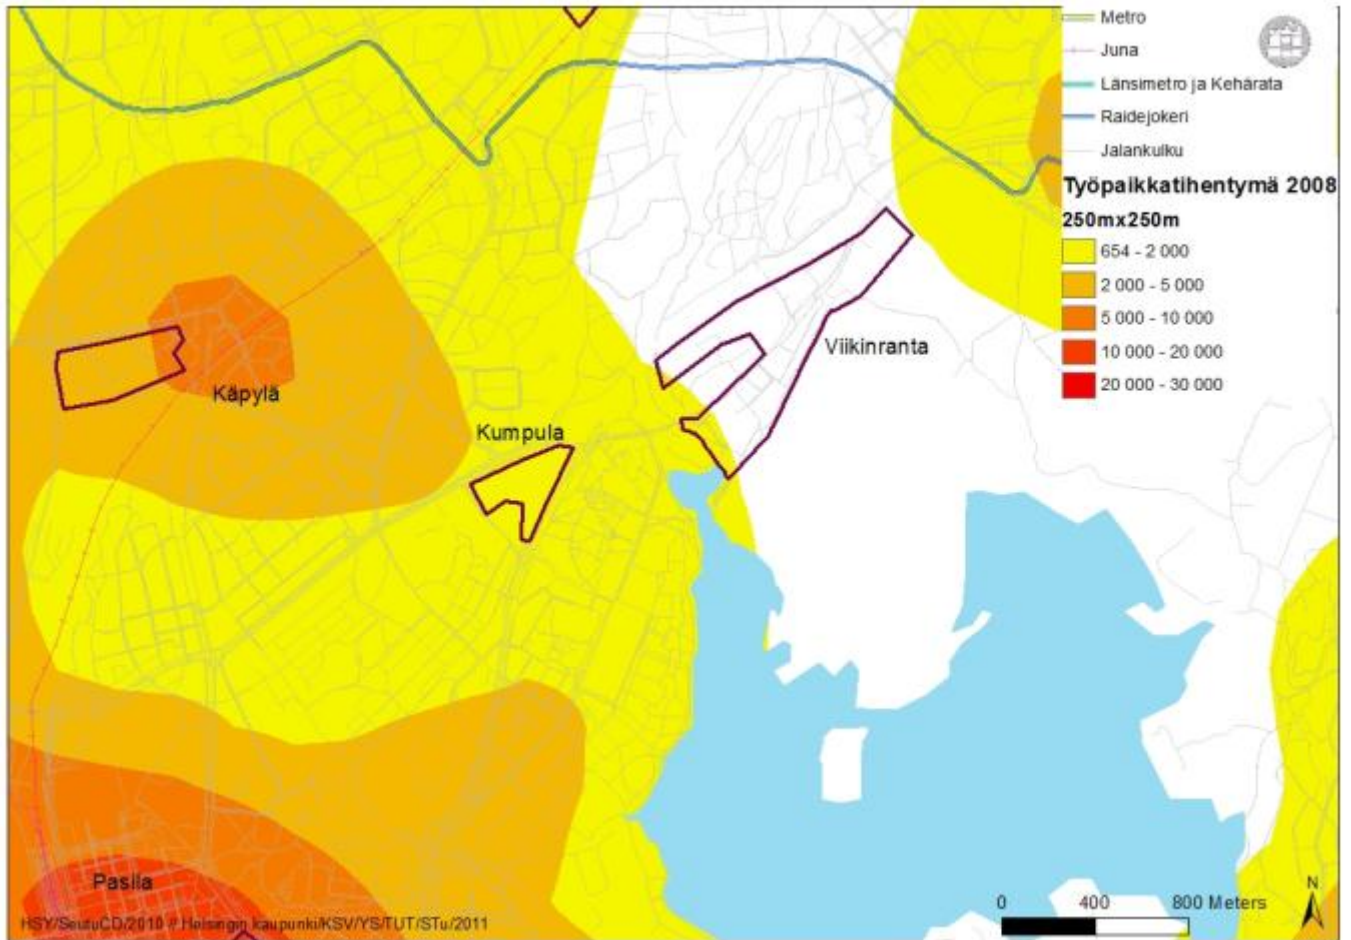 Metro
Juna
Länsimetro ja Kehärata
Raidejokeri
Jalankulku
Työpaikkatihentymä 2008
250mx250m
654 - 2 000
2 000 - 5 000
5 000 - 10 000
10 000 - 20 000
20 000 - 30 000
Viikinranta
Käpylä
Kumpula
Pasila
N
0 400 800 Meters
HSY/SeutuCD/2010 // Helsingin kaupunki/KSV/YS/TUT/STu/2011